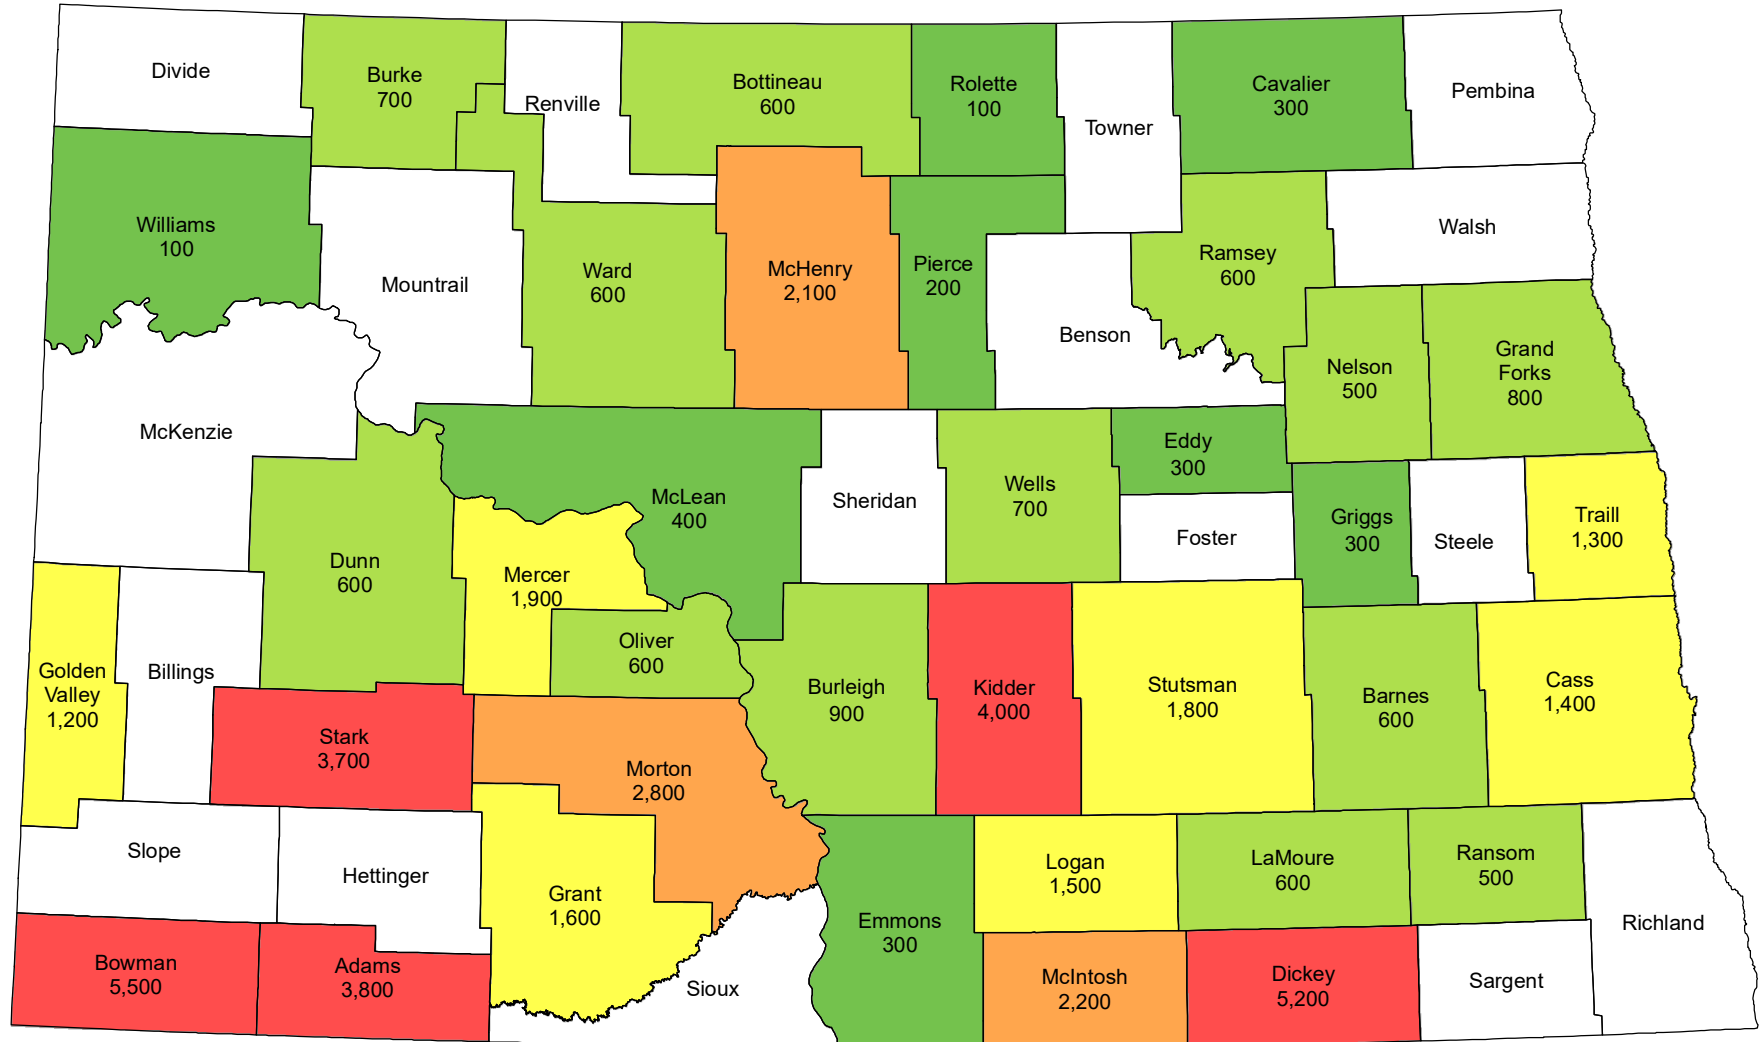 Divide
Burke
700
Renville
Bottineau
600
Rolette
100
Towner
Cavalier
300
Pembina
Williams
100
Mountrail
Ward
600
McHenry
2,100
Pierce
200
Benson
Ramsey
600
Walsh
Nelson
500
Grand
Forks
800
McKenzie
Dunn
600
McLean
400
Mercer
1,900
Oliver
600
Sheridan
Wells
700
Eddy
300
Foster
Griggs
300
Steele
Traill
1,300
Golden
Valley
1,200
Billings
Stark
3,700
Morton
2,800
Burleigh
900
Kidder
4,000
Stutsman
1,800
Barnes
600
Cass
1,400
Slope
Hettinger
Grant
1,600
Emmons
300
Logan
1,500
LaMoure
600
Ransom
500
Richland
Bowman
5,500
Adams
3,800
Sioux
McIntosh
2,200
Dickey
5,200
Sargent